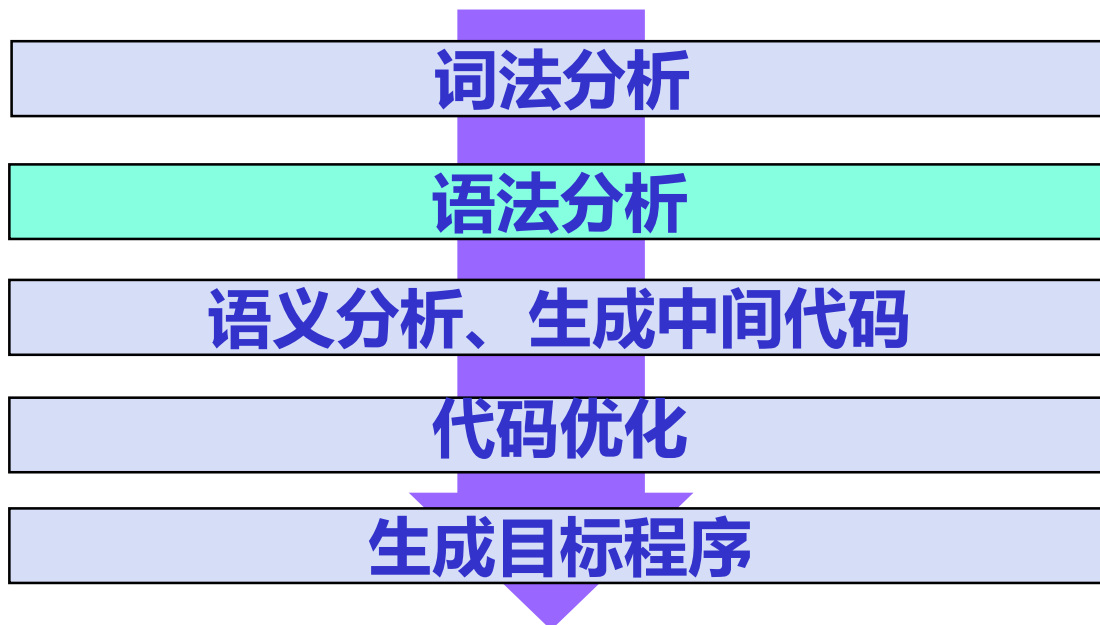 词法分析
语法分析
语义分析、生成中间代码
代码优化
生成目标程序